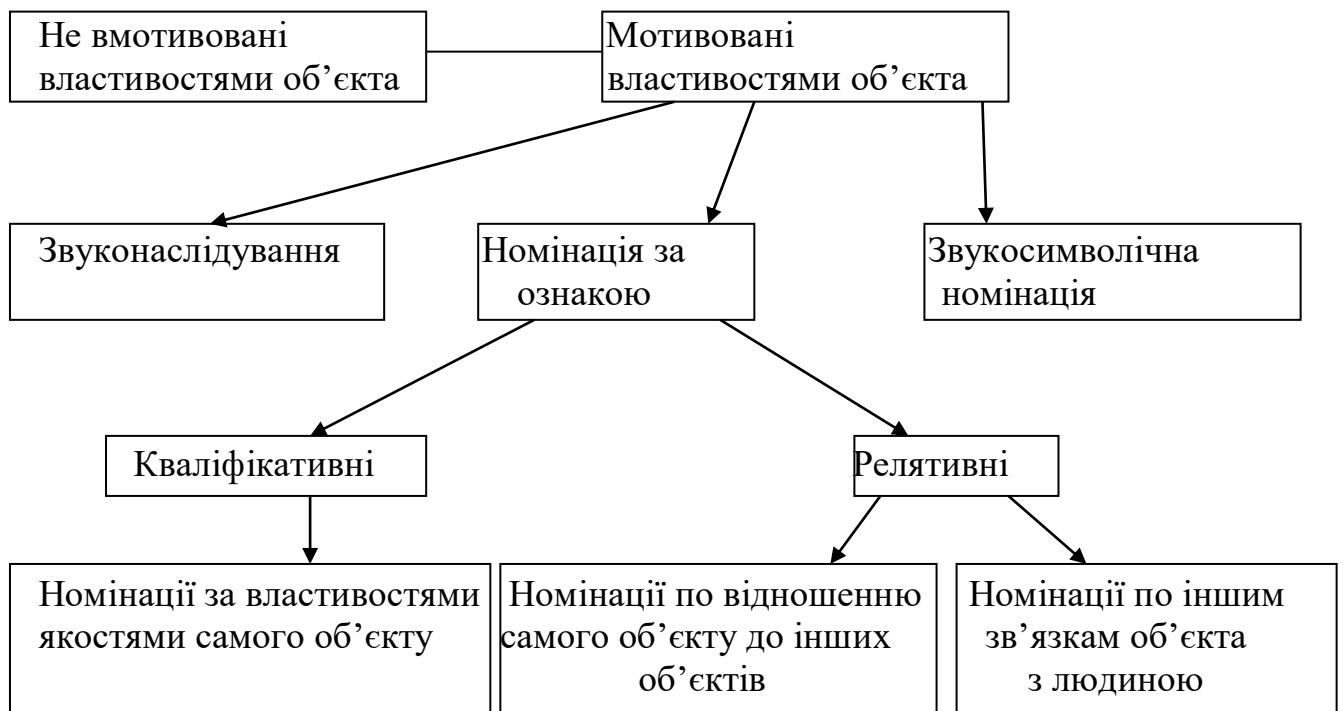 Не вмотивовані
властивостями об’єкта
Мотивовані
властивостями об’єкта
Звуконаслідування
Номінація за
ознакою
Звукосимволічна
номінація
Кваліфікативні
Релятивні
Номінації за властивостями
якостями самого об’єкту
Номінації по відношенню
самого об’єкту до інших
об’єктів
Номінації по іншим
зв’язкам об’єкта
з людиною